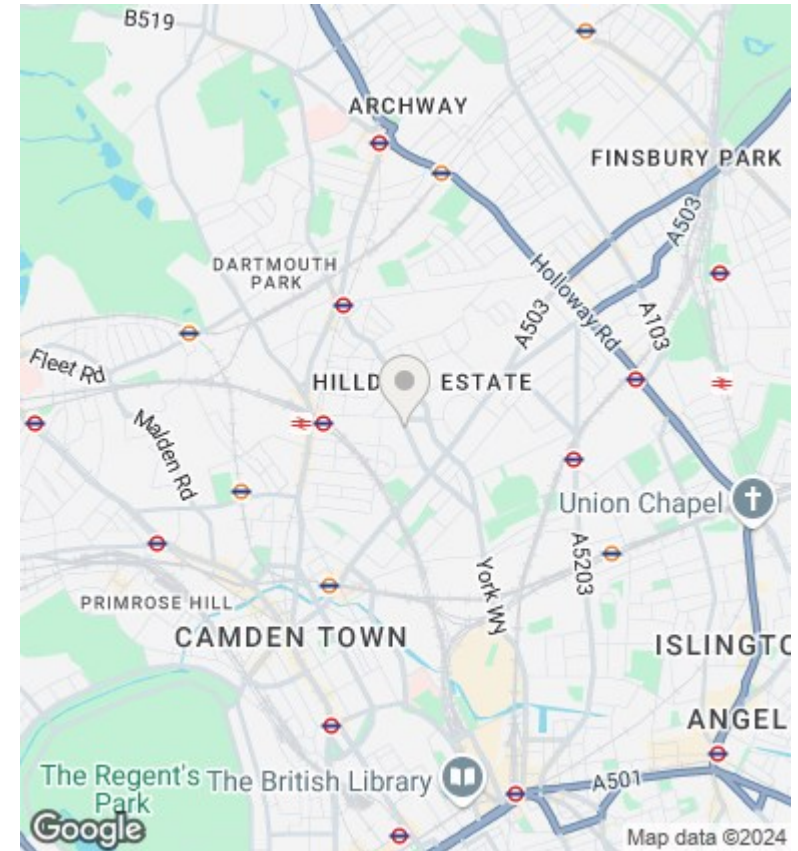 B519
ARCHWAY
FINSBURY PARK
A503
DARTMOUTH
PARK
Holloway Rd
A503
A103
Fleet Rd
HILLD ESTATE
Malden Rd
Union Chapel
York Wy
A5203
PRIMROSE HILL
CAMDEN TOWN
ISLINGTO
ANGEL
The Regent's
Park
The British Library
A501
Google
Map data ©2024